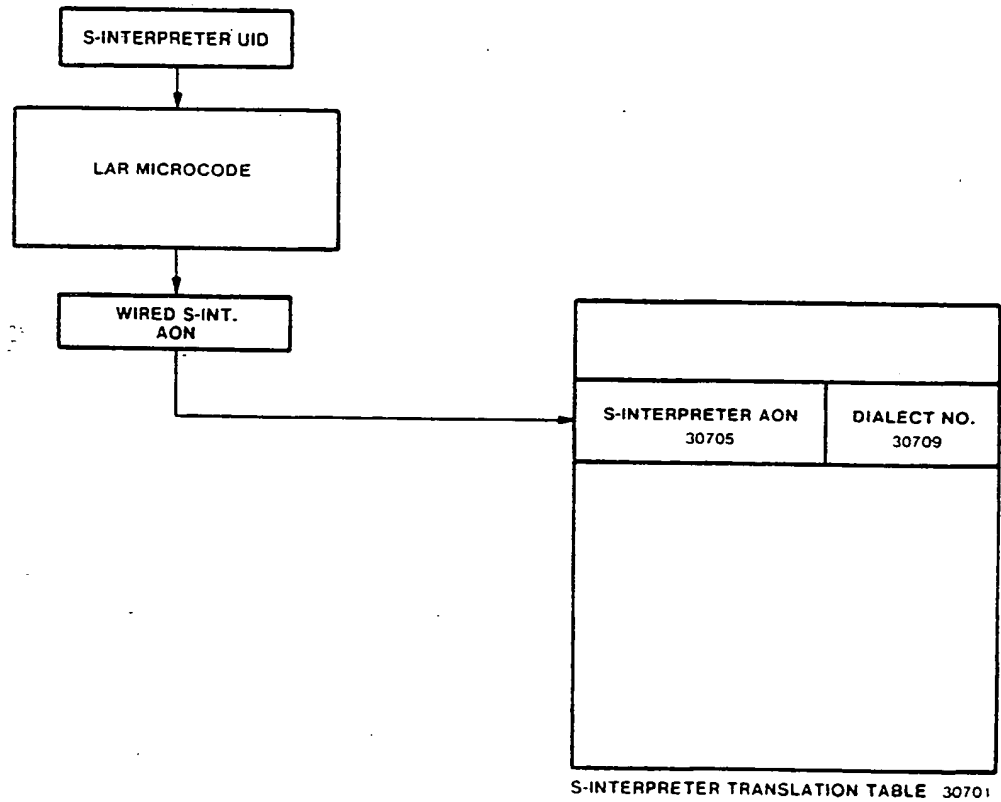 S-INTERPRETER UID
LAR MICROCODE
WIRED S-INT.
AON
S-INTERPRETER AON
30705
DIALECT NO.
30709
S-INTERPRETER TRANSLATION TABLE 30701